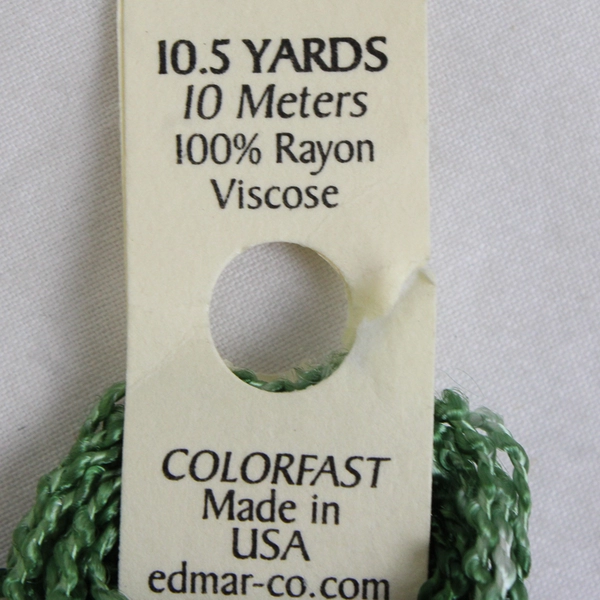 10.5 YARDS
10 Meters
100% Rayon
Viscose
COLORFAST
Made in
USA
edmar-co.com